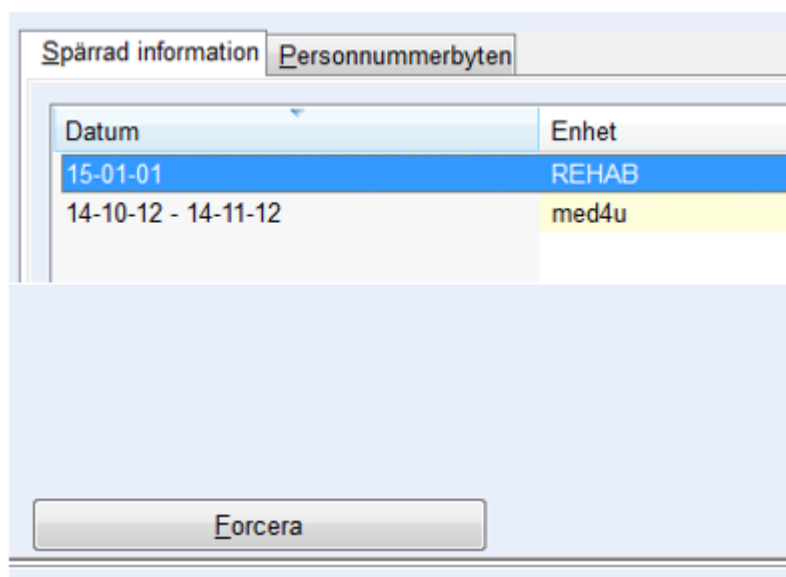 Spärrad information Personnummerbyten
Datum Enhet
15-01-01 REHAB
14-10-12 - 14-11-12 med4u
Forcera